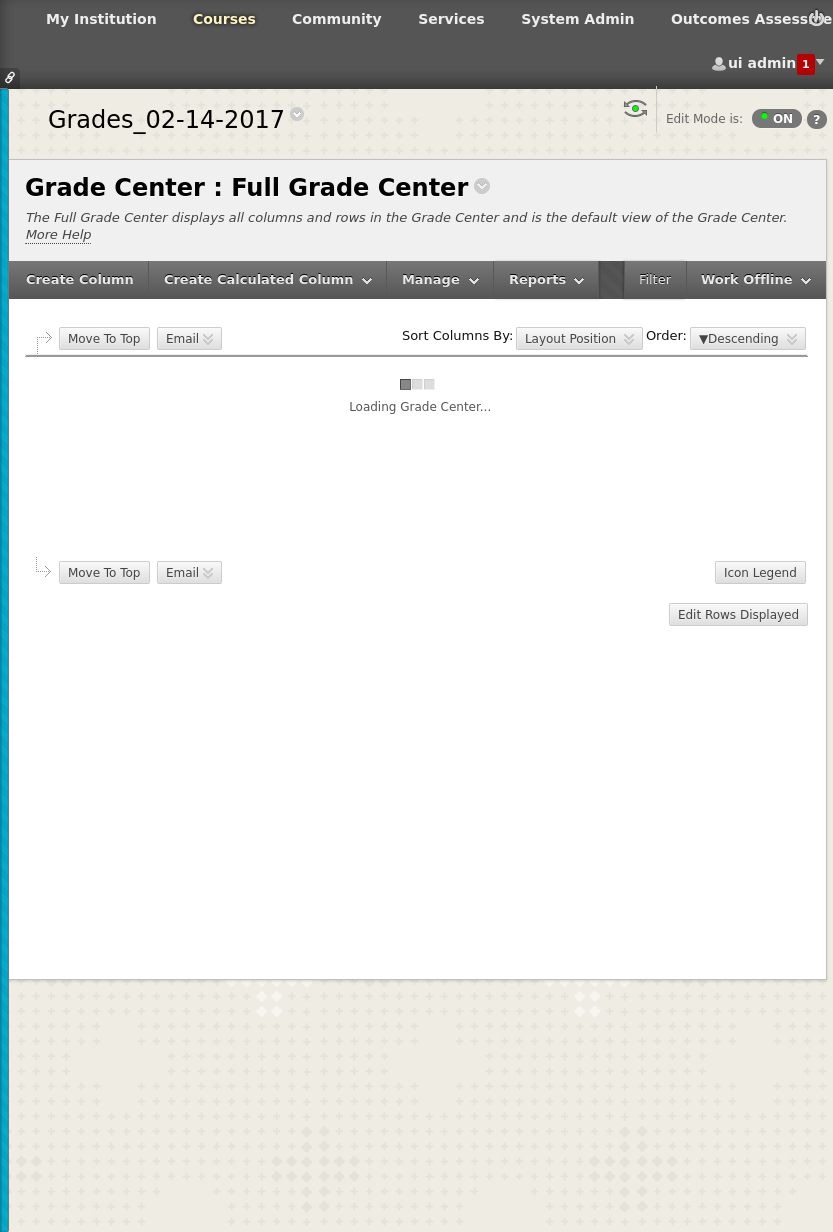 My Institution Courses Community Services System Admin Outcomes Assessme
ui admin 1
Grades_02-14-2017
Edit Mode is: ON ?
Grade Center : Full Grade Center
The Full Grade Center displays all columns and rows in the Grade Center and is the default view of the Grade Center.
More Help
Create Column Create Calculated Column Manage Reports Filter Work Offline
Move To Top Email Sort Columns By: Layout Position Order: ▼Descending
Loading Grade Center...
Move To Top Email Icon Legend
Edit Rows Displayed